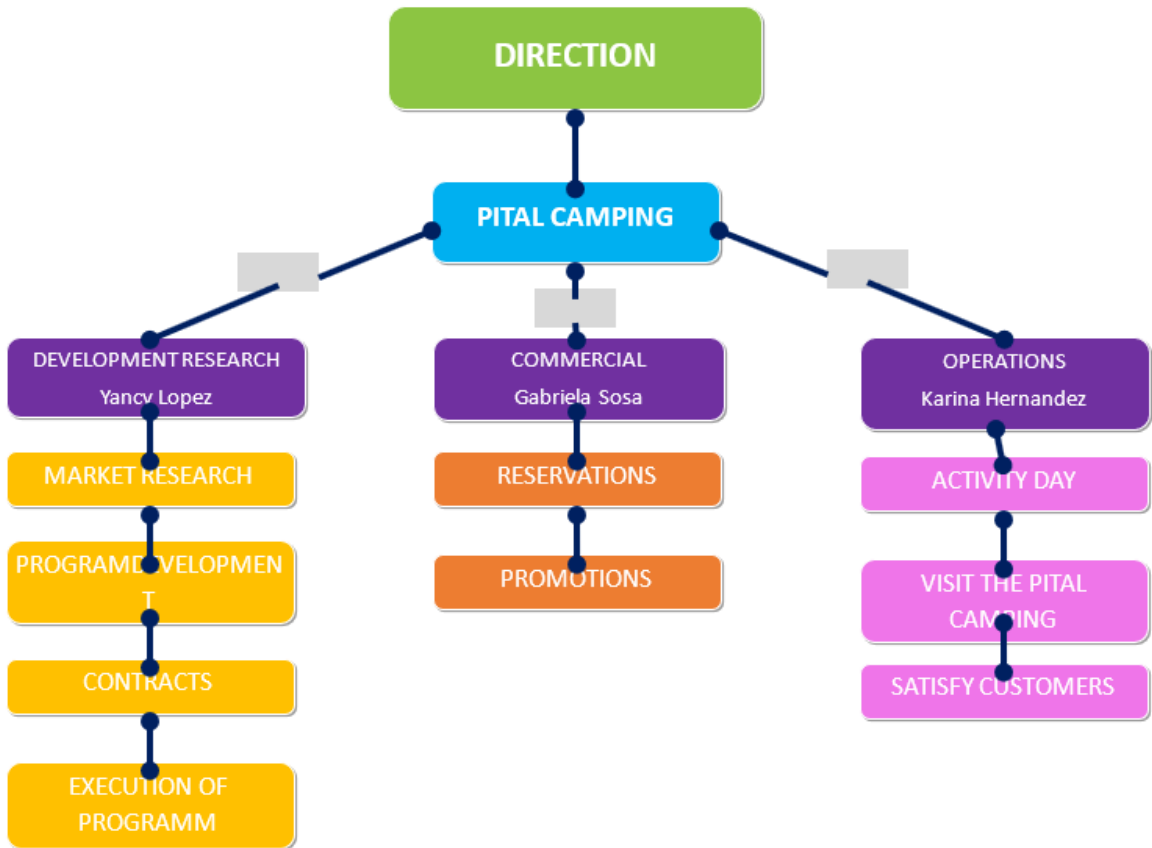 DIRECTION
PITAL CAMPING
DEVELOPMENT RESEARCH
Yancy Lopez
MARKET RESEARCH
PROGRAMDEVELOPMEN
T
CONTRACTS
EXECUTION OF
PROGRAMM
COMMERCIAL
Gabriela Sosa
RESERVATIONS
PROMOTIONS
OPERATIONS
Karina Hernandez
ACTIVITY DAY
VISIT THE PITAL
CAMPING
SATISFY CUSTOMERS